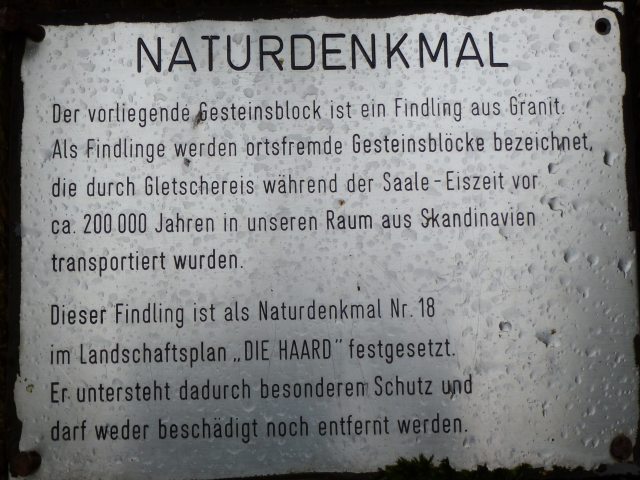 NATURDENKMAL
Der vorliegende Gesteinsblock ist ein Findling aus Granit.
Als Findlinge werden ortsfremde Gesteinsblöcke bezeichnet,
die durch Gletschereis während der Saale-Eiszeit vor
ca. 200 000 Jahren in unseren Raum aus Skandinavien
transportiert wurden.
Dieser Findling ist als Naturdenkmal Nr. 18
im Landschaftsplan „DIE HAARD" festgesetzt.
Er untersteht dadurch besonderen Schutz und
darf weder beschädigt noch entfernt werden.